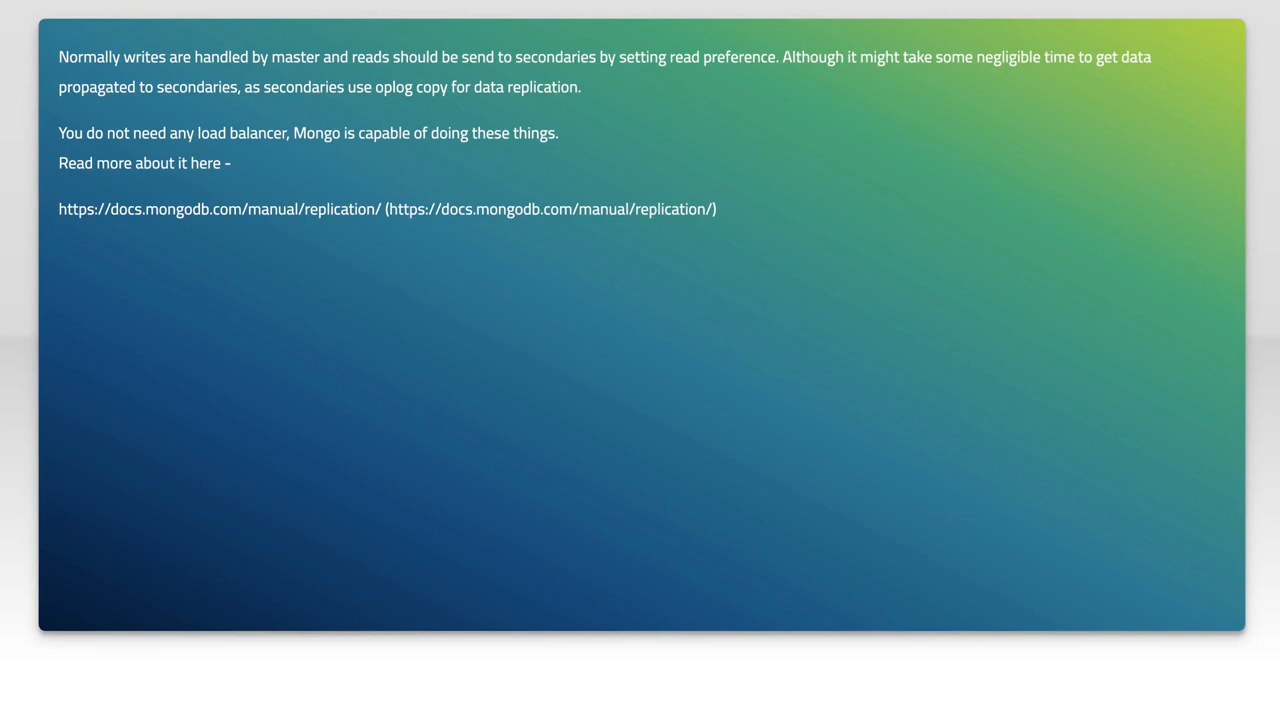 Normally writes are handled by master and reads should be send to secondaries by setting read preference. Although it might take some negligible time to get data
propagated to secondaries, as secondaries use oplog copy for data replication.
You do not need any load balancer, Mongo is capable of doing these things.
Read more about it here -
https://docs.mongodb.com/manual/replication/ (https://docs.mongodb.com/manual/replication/)